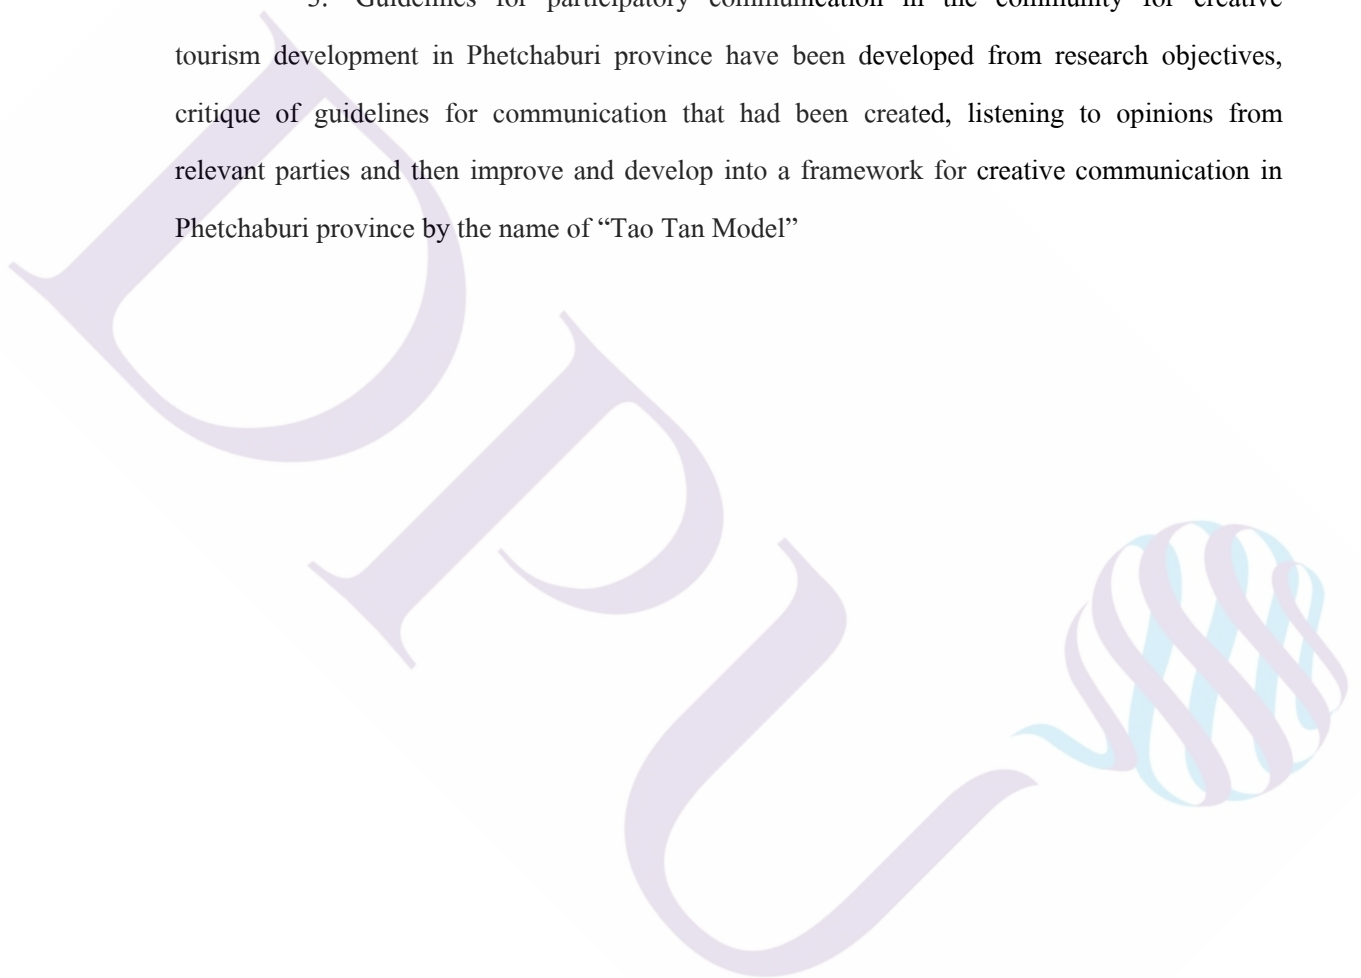 Guidelines for participatory communication in the community for creative
tourism development in Phetchaburi province have been developed from research objectives,
critique of guidelines for communication that had been created, listening to opinions from
relevant parties and then improve and develop into a framework for creative communication in
Phetchaburi province by the name of “Tao Tan Model”
DPU